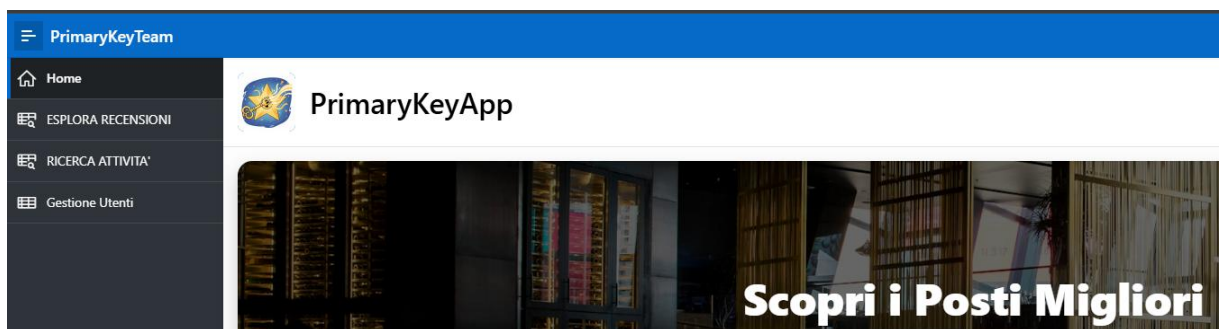 PrimaryKeyTeam
Home
ESPLORA RECENSIONI
RICERCA ATTIVITA'
Gestione Utenti
PrimaryKeyApp
Scopri i Posti Migliori